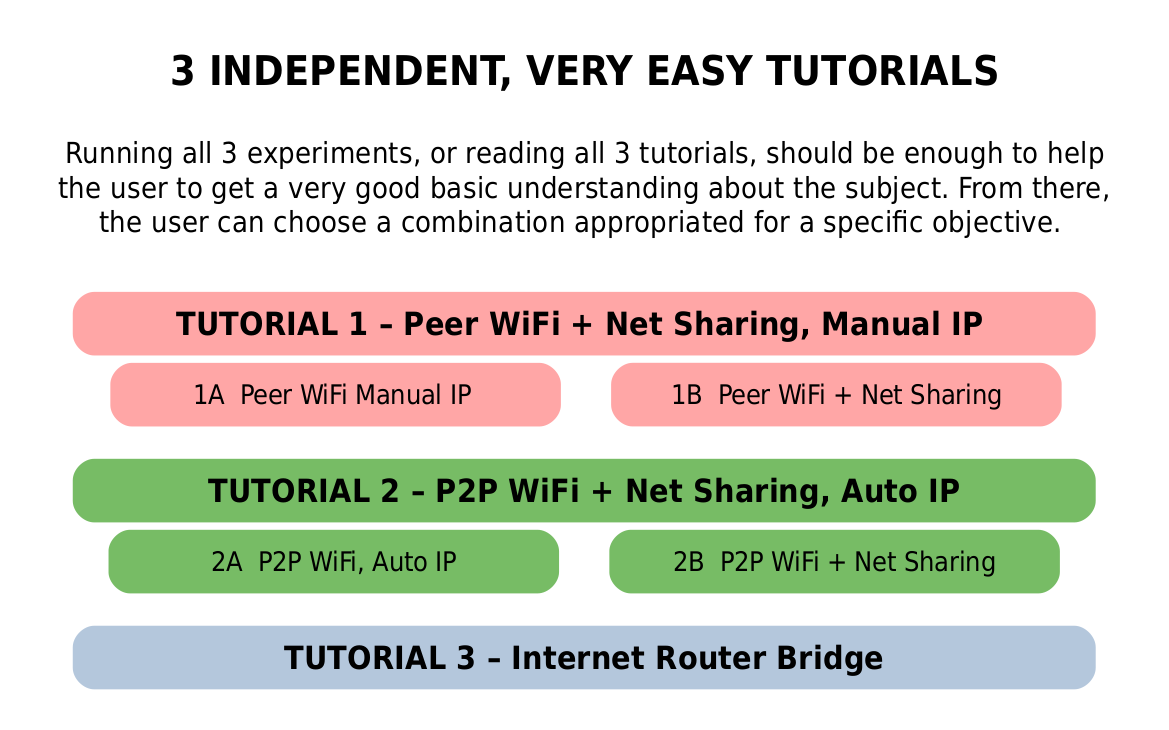 3 INDEPENDENT, VERY EASY TUTORIALS
Running all 3 experiments, or reading all 3 tutorials, should be enough to help
the user to get a very good basic understanding about the subject. From there,
the user can choose a combination appropriated for a specific objective.
TUTORIAL 1 – Peer WiFi + Net Sharing, Manual IP
1A  Peer WiFi Manual IP
1B  Peer WiFi + Net Sharing
TUTORIAL 2 – P2P WiFi + Net Sharing, Auto IP
2A  P2P WiFi, Auto IP
2B  P2P WiFi + Net Sharing
TUTORIAL 3 – Internet Router Bridge